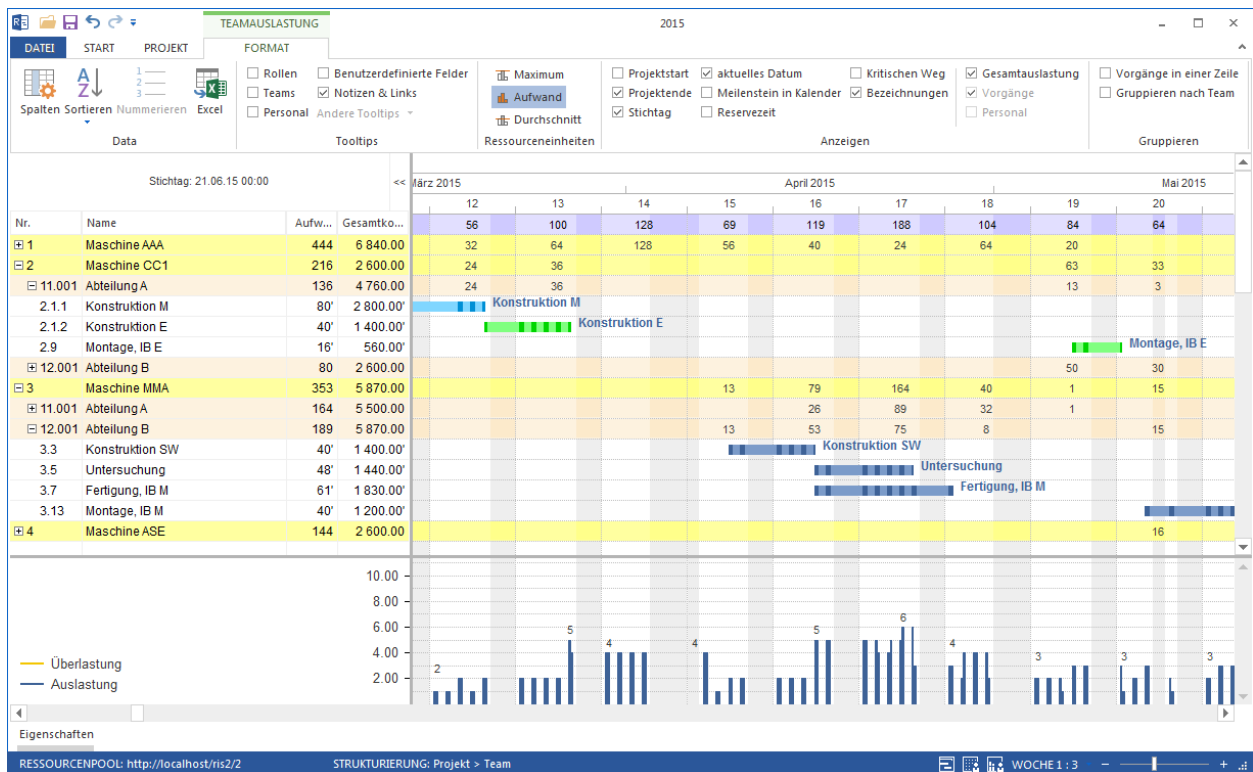 TEAMAUSLASTUNG 2015
DATEI START PROJEKT FORMAT
Spalten Sortieren Nummerieren Excel
Data
Rollen Benutzerdefinierte Felder
Teams Notizen & Links
Personal Andere Tooltips
Tooltips
Maximum
Aufwand
Durchschnitt
Ressourceneinheiten
Projektstart aktuelles Datum Kritischen Weg Gesamtauslastung
Projektende Meilenstein in Kalender Bezeichnungen Vorgänge
Stichtag Reservezeit Personal
Anzeigen
Vorgänge in einer Zeile
Gruppieren nach Team
Gruppieren
Stichtag: 21.06.15 00:00 <<
März 2015 April 2015 Mai 2015
12 13 14 15 16 17 18 19 20
Nr. Name Aufw... Gesamtko...
56 100 128 69 119 188 104 84 64
1 Maschine AAA 444 6 840.00 32 64 128 56 40 24 64 20
2 Maschine CC1 216 2 600.00 24 36 63 33
11.001 Abteilung A 136 4 760.00 24 36 13 3
2.1.1 Konstruktion M 80' 2 800.00' Konstruktion M
2.1.2 Konstruktion E 40' 1 400.00' Konstruktion E
2.9 Montage, IB E 16' 560.00' Montage, IB E
12.001 Abteilung B 80 2 600.00 50 30
3 Maschine MMA 353 5 870.00 13 79 164 40 1 15
11.001 Abteilung A 164 5 500.00 26 89 32 1
12.001 Abteilung B 189 5 870.00 13 53 75 8 15
3.3 Konstruktion SW 40' 1 400.00' Konstruktion SW
3.5 Untersuchung 48' 1 440.00' Untersuchung
3.7 Fertigung, IB M 61' 1 830.00' Fertigung, IB M
3.13 Montage, IB M 40' 1 200.00'
4 Maschine ASE 144 2 600.00 16
10.00
8.00
6.00
4.00
2.00
2 5 4 4 5 6 4 3 3 3
Überlastung
Auslastung
Eigenschaften
RESSOURCENPOOL: http://localhost/ris2/2 STRUKTURIERUNG: Projekt > Team WOCHE 1 : 3